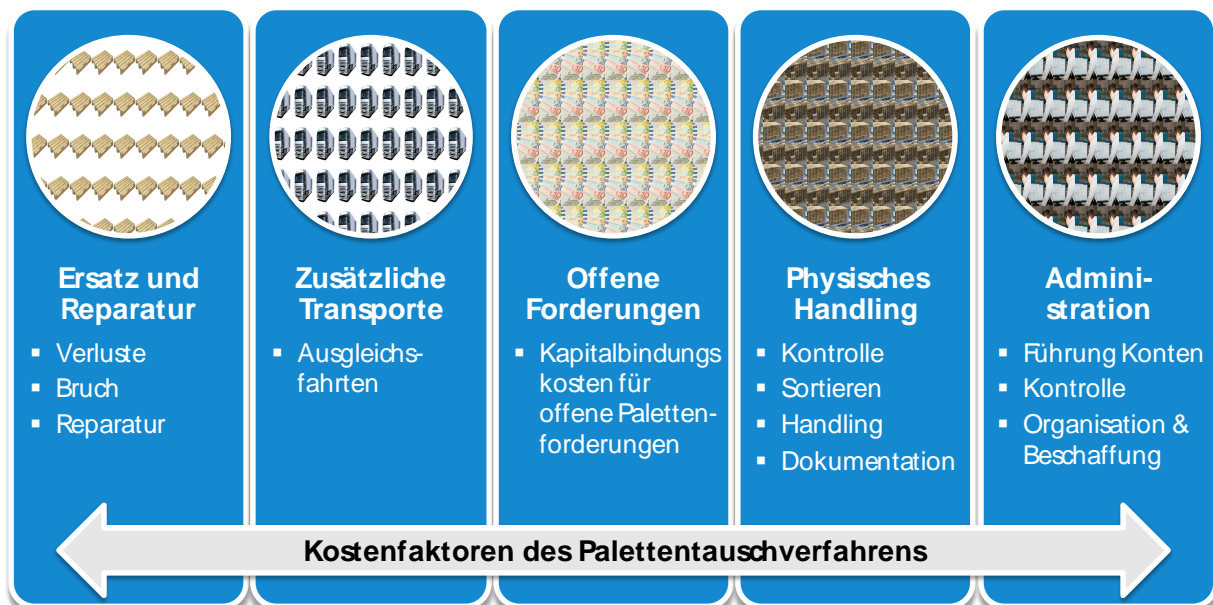 Ersatz und
Reparatur
▪ Verluste
▪ Bruch
▪ Reparatur
Zusätzliche
Transporte
▪ Ausgleichs-
fahrten
Offene
Forderungen
▪ Kapitalbindungs
kosten für
offene Paletten-
forderungen
Physisches
Handling
▪ Kontrolle
▪ Sortieren
▪ Handling
▪ Dokumentation
Admini-
stration
▪ Führung Konten
▪ Kontrolle
▪ Organisation &
Beschaffung
Kostenfaktoren des Palettentauschverfahrens